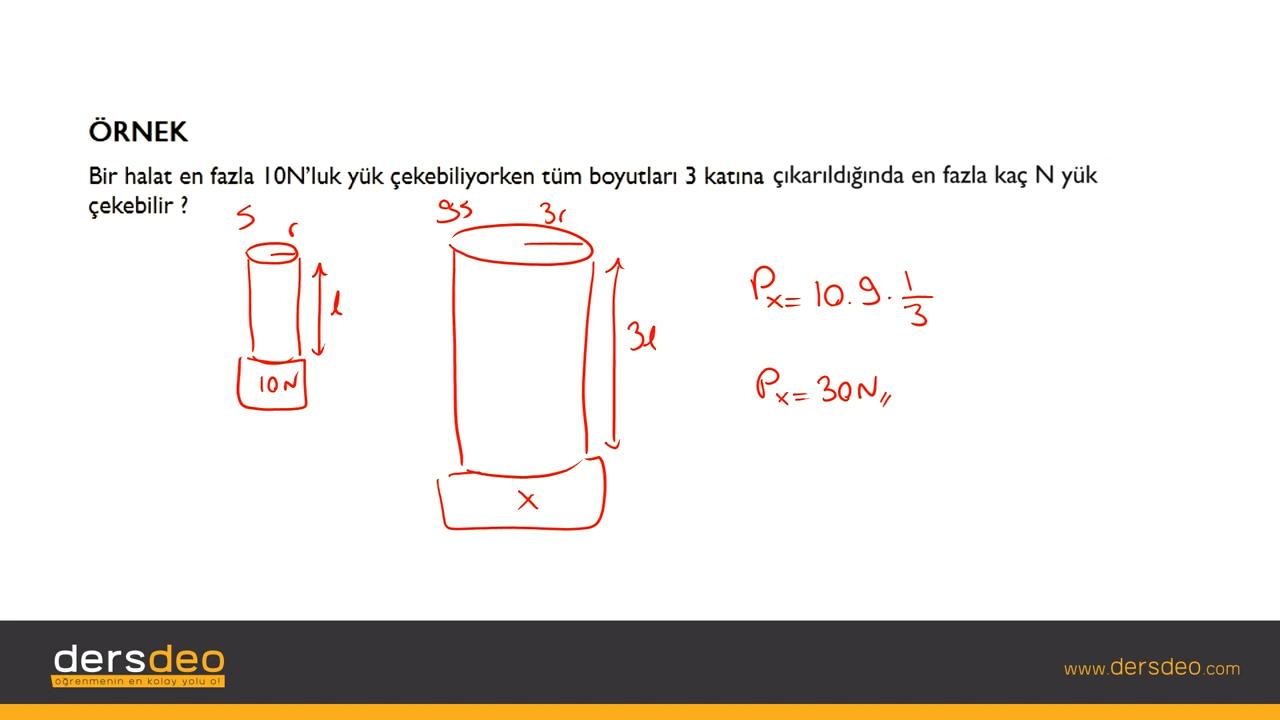 ÖRNEK
Bir halat en fazla 10N’luk yük çekebiliyorken tüm boyutları 3 katına çıkarıldığında en fazla kaç N yük
çekebilir ?
S
r
9S
3r
l
3l
10N
X
Px = 10 . 9 . 1/3
Px = 30N,,
dersdeo
öğrenmenin en kolay yolu o!
www.dersdeo.com